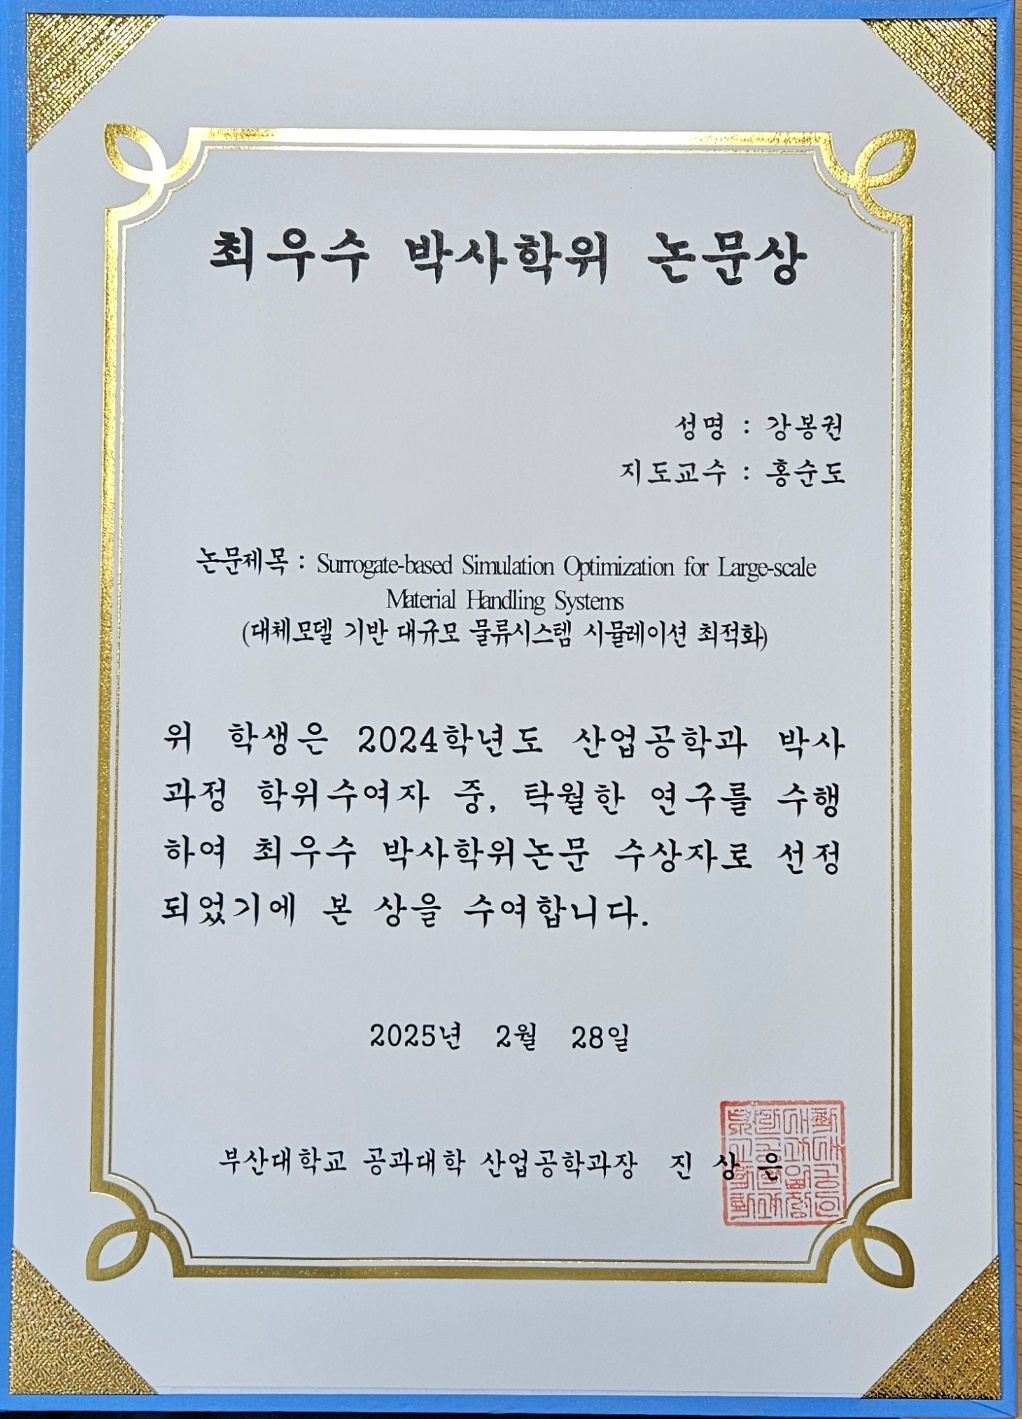 최우수 박사학위 논문상
성명 : 강봉권
지도교수 : 홍순도
논문제목 : Surrogate-based Simulation Optimization for Large-scale
Material Handling Systems
(대체모델 기반 대규모 물류시스템 시뮬레이션 최적화)
위 학생은 2024학년도 산업공학과 박사
과정 학위수여자 중, 탁월한 연구를 수행
하여 최우수 박사학위논문 수상자로 선정
되었기에 본 상을 수여합니다.
2025년 2월 28일
부산대학교 공과대학 산업공학과장 진 상 은